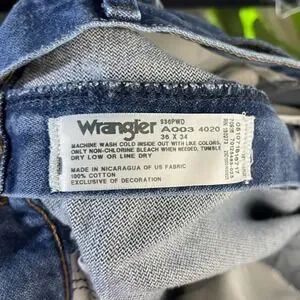 Wrangler
936PWD
A003 4020
36 X 34
MACHINE WASH COLD INSIDE OUT WITH LIKE COLORS,
ONLY NON-CHLORINE BLEACH WHEN NEEDED, TUMBLE
DRY LOW OR LINE DRY
MADE IN NICARAGUA OF US FABRIC
100% COTTON
EXCLUSIVE OF DECORATION